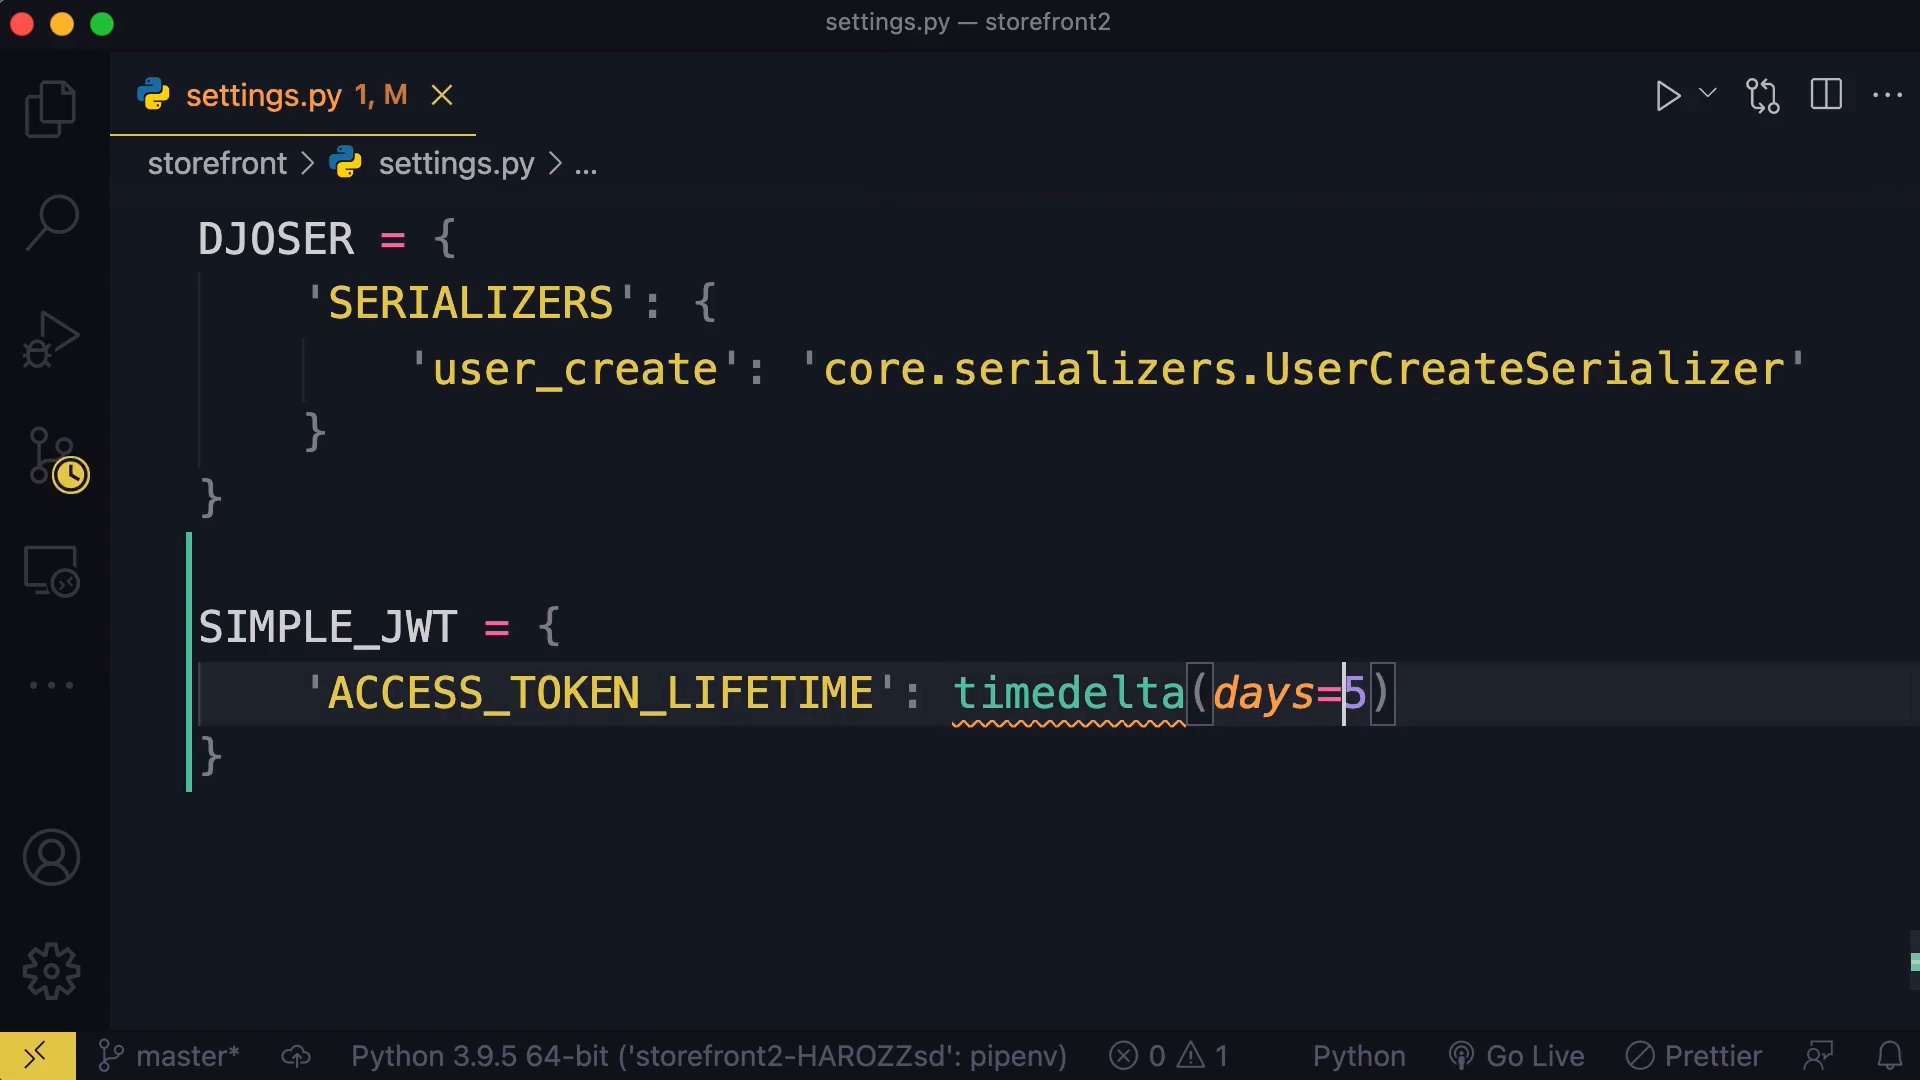 settings.py — storefront2
settings.py 1, M
storefront > settings.py > ...
DJOSER = {
'SERIALIZERS': {
'user_create': 'core.serializers.UserCreateSerializer'
}
}
SIMPLE_JWT = {
'ACCESS_TOKEN_LIFETIME': timedelta(days=5)
}
master* Python 3.9.5 64-bit ('storefront2-HAROZZsd': pipenv) 0 1 Python Go Live Prettier